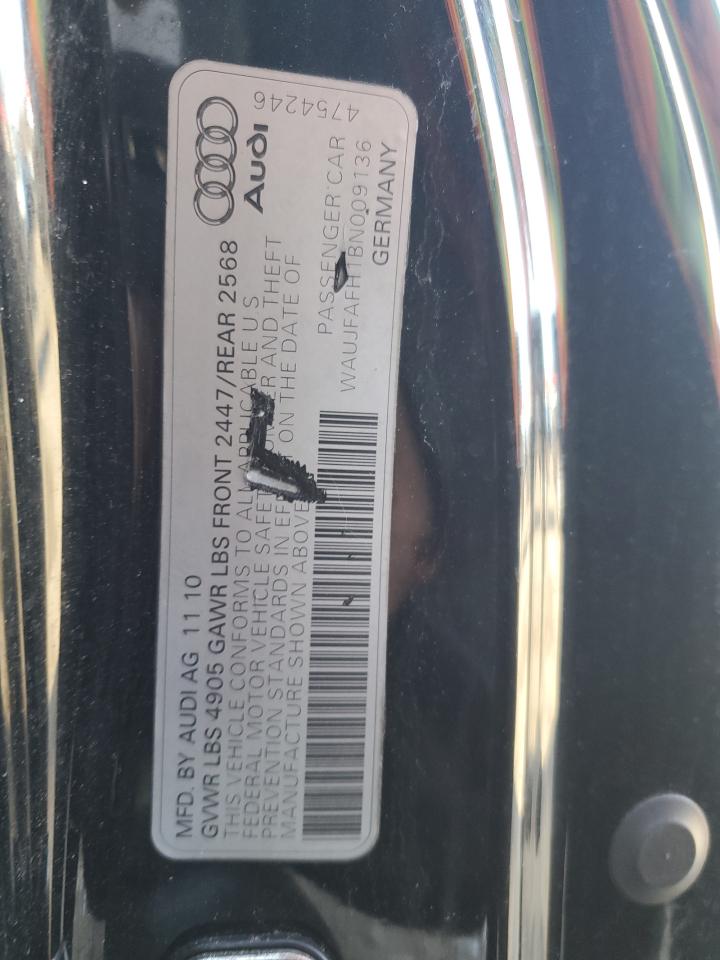 MFD. BY AUDI AG 11 10
GVWR LBS 4905 GAWR LBS FRONT 2447/REAR 2568
THIS VEHICLE CONFORMS TO ALL APPLICABLE U S
FEDERAL MOTOR VEHICLE AND THEFT
PREVENTION STANDARDS IN ON THE DATE OF
MANUFACTURE SHOWN ABOVE
Audi
4754246
PASSENGER CAR
WAUJFAFH1BN009136
GERMANY